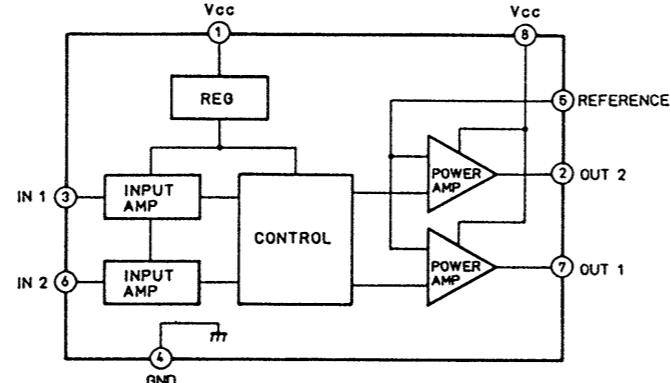 Vcc
Vcc
1
8
REG
5 REFERENCE
POWER
AMP
2 OUT 2
IN 1 3
INPUT
AMP
CONTROL
POWER
AMP
7 OUT 1
IN 2 6
INPUT
AMP
4
GND